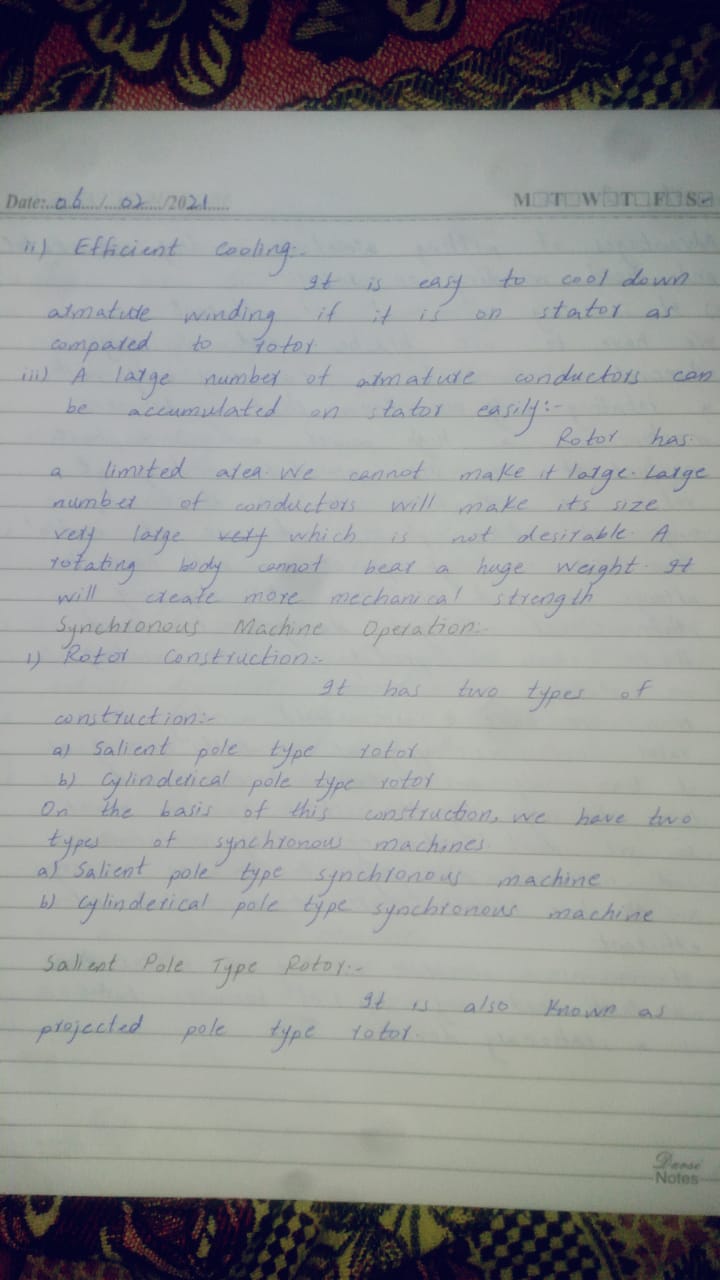 Date: 06/02/2021 M T W T F S
ii) Efficient Cooling:-
It is easy to cool down
armature winding if it is on stator as
compared to rotor
iii) A large number of armature conductors can
be accumulated on stator easily:-
Rotor has
a limited area. We cannot make it large. Large
number of conductors will make its size
very large very which is not desirable. A
rotating body cannot bear a huge weight. It
will create more mechanical strength
Synchronous Machine Operation:-
i) Rotor Construction:-
It has two types of
construction:-
a) Salient pole type rotor
b) Cylinderical pole type rotor
On the basis of this construction, we have two
types of synchronous machines
a) Salient pole type synchronous machine
b) Cylinderical pole type synchronous machine
Salient Pole Type Rotor:-
It is also known as
projected pole type rotor.
Notes